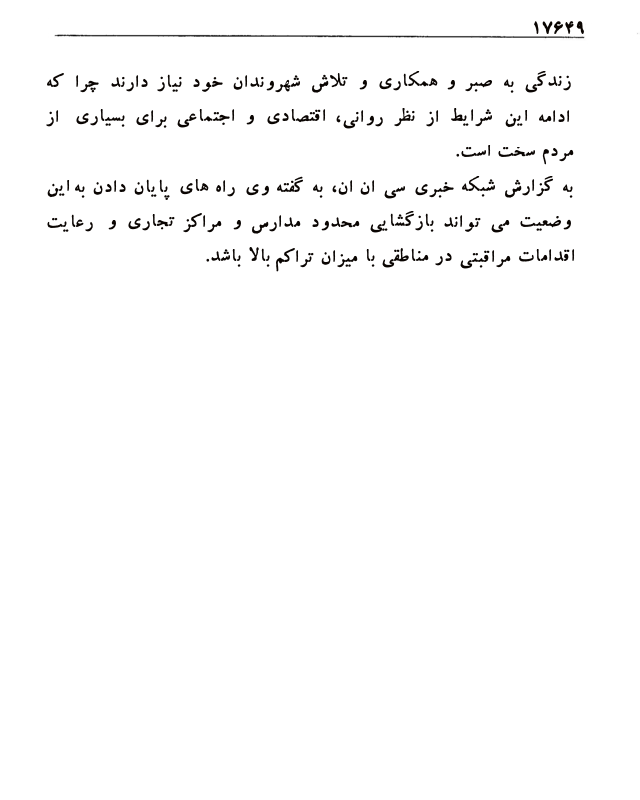 ۱۷۶۴۹
زندگی به صبر و همکاری و تلاش شهروندان خود نیاز دارند چرا که
ادامه این شرایط از نظر روانی، اقتصادی و اجتماعی برای بسیاری از
مردم سخت است.
به گزارش شبکه خبری سی ان ان، به گفته وی راه های پایان دادن به این
وضعیت می تواند بازگشایی محدود مدارس و مراکز تجاری و رعایت
اقدامات مراقبتی در مناطقی با میزان تراکم بالا باشد.